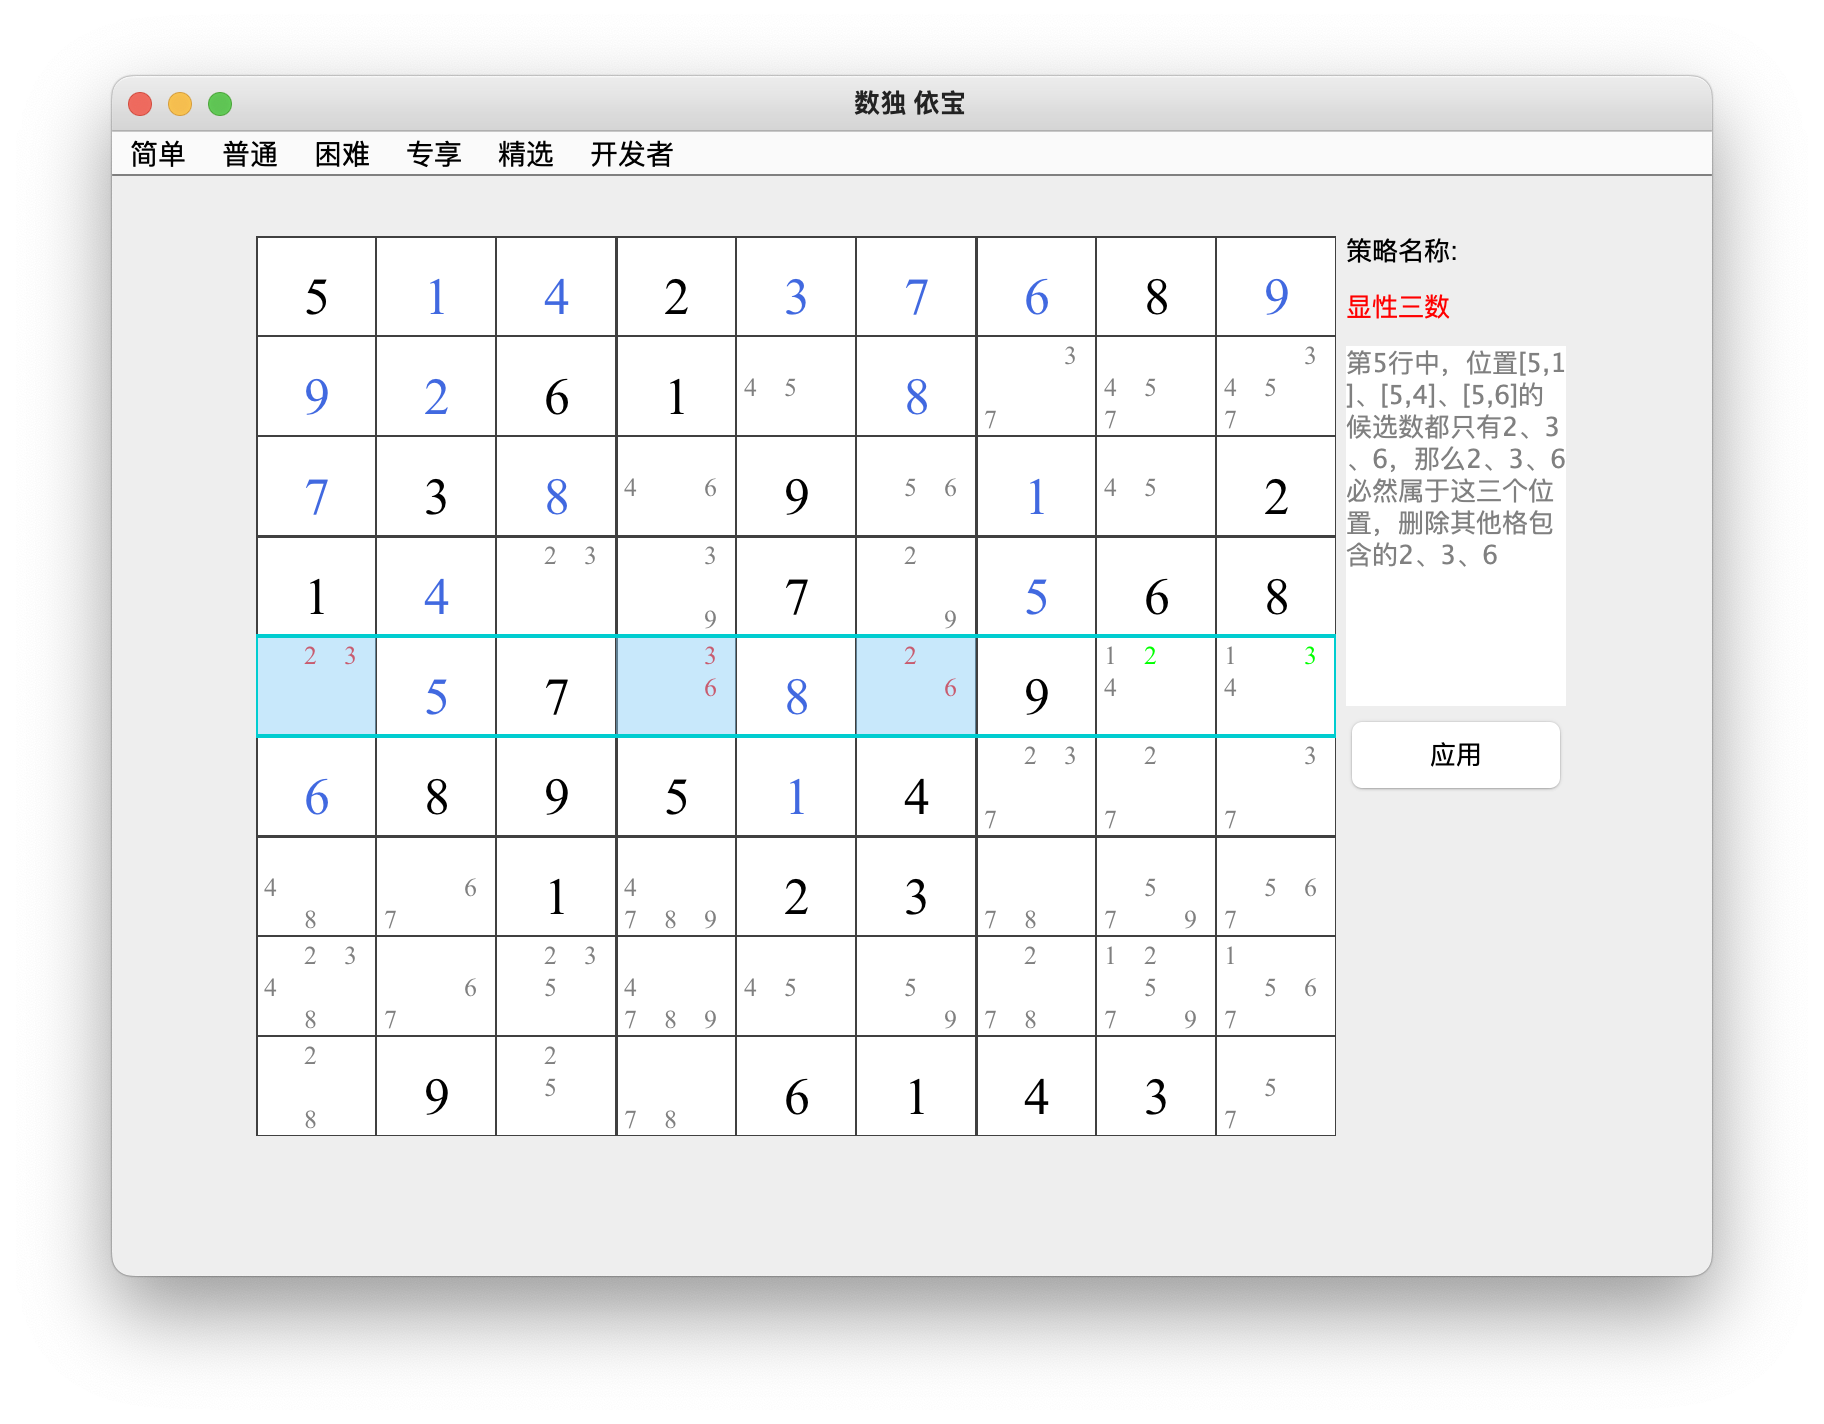 数独 依宝
简单 普通 困难 专享 精选 开发者
5 1 4 2 3 7 6 8 9
3 3
9 2 6 1 4 5 8 4 5 4 5
7 7 7
7 3 8 4 6 9 5 6 1 4 5 2
2 3 3 2
1 4 7 5 6 8
9 9
2 3 3 2 1 2 1 3
5 7 6 8 6 9 4 4
2 3 2 3
6 8 9 5 1 4
7 7 7
4 6 1 4 2 3 5 5 6
8 7 7 8 9 7 8 7 9 7
2 3 2 3 2 1 2 1
4 6 5 4 4 5 5 5 5 6
8 7 7 8 9 9 7 8 7 9 7
2 2
9 5 6 1 4 3 5
8 7 8 7
策略名称:
显性三数
第5行中，位置[5,1
]、[5,4]、[5,6]的
候选数都只有2、3
、6，那么2、3、6
必然属于这三个位
置，删除其他格包
含的2、3、6
应用